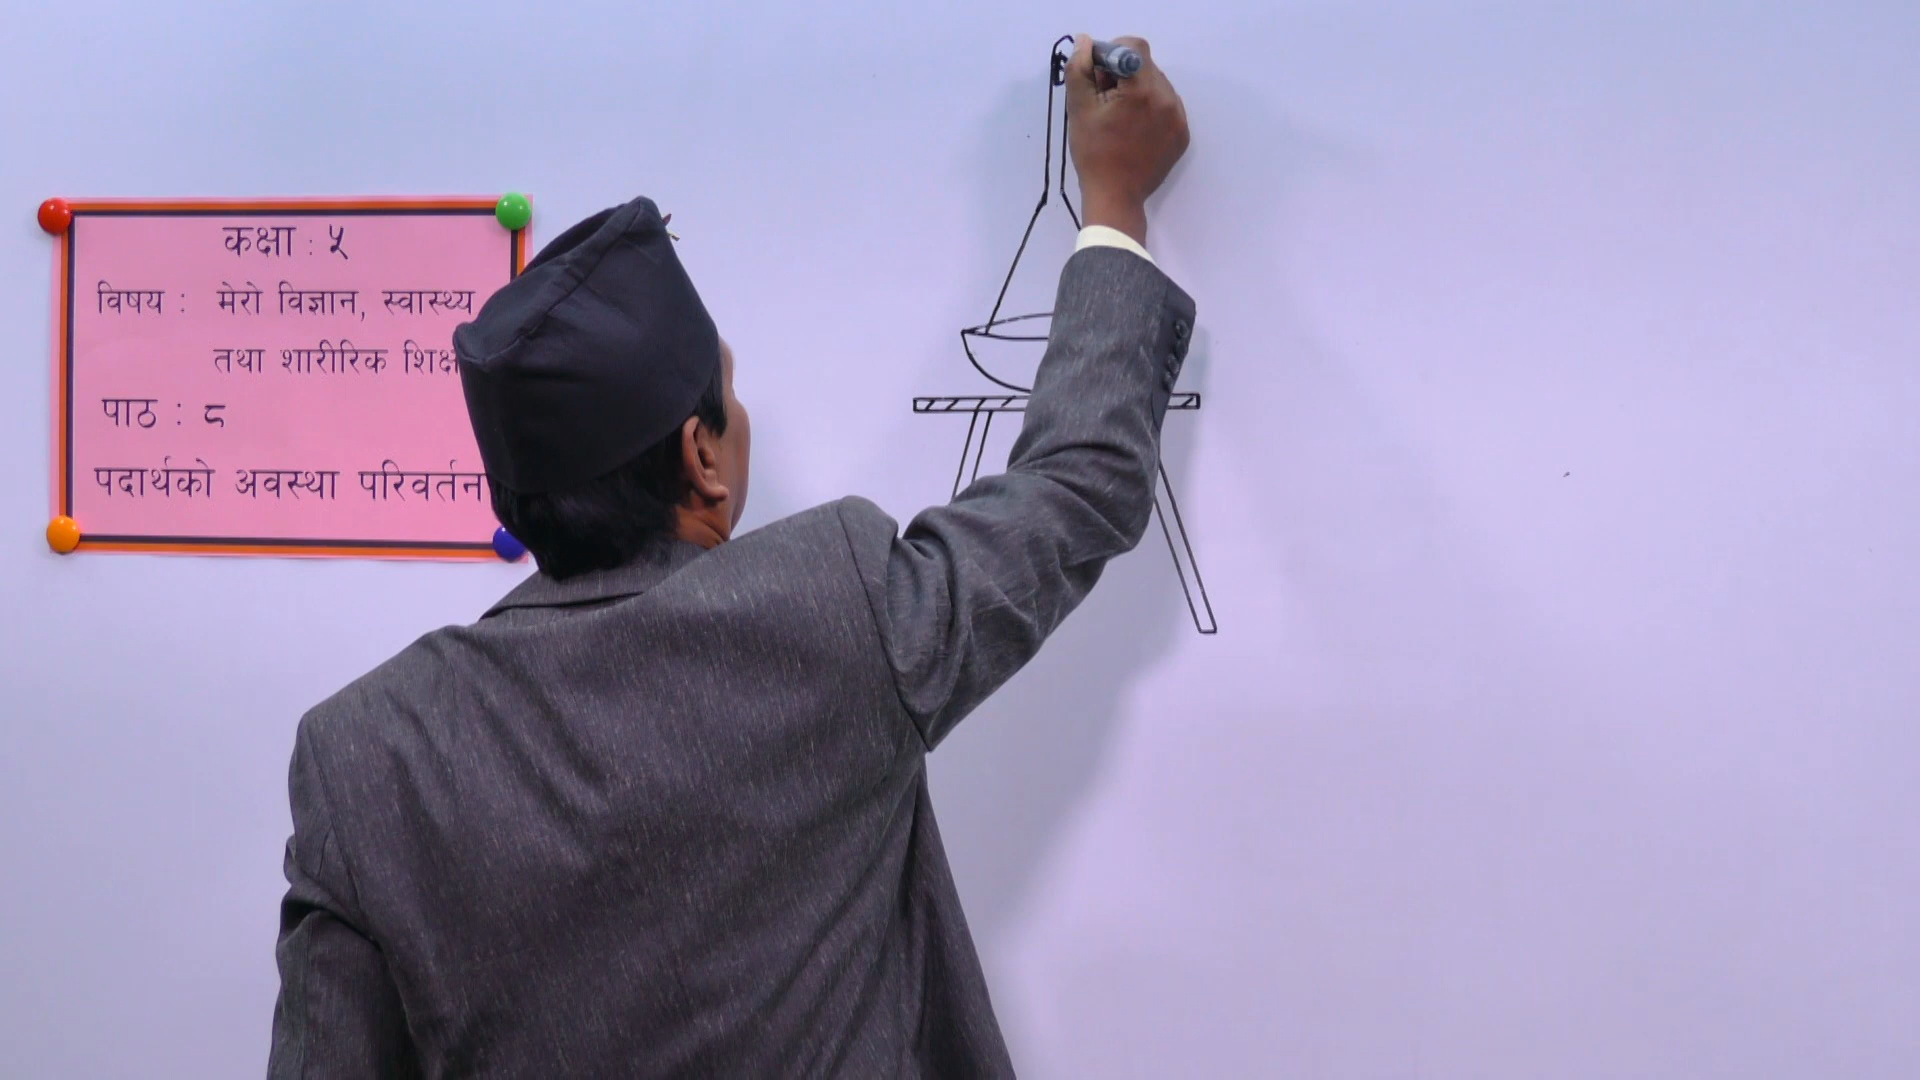 कक्षा : ५
विषय : मेरो विज्ञान, स्वास्थ्य
तथा शारीरिक
पाठ : ८
पदार्थको अवस्था परिवर्तन